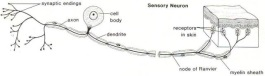 synaptic endings
Sensory Neuron
cell
body
axon
dendrite
receptors
in skin
node of Ranvier
myelin sheath